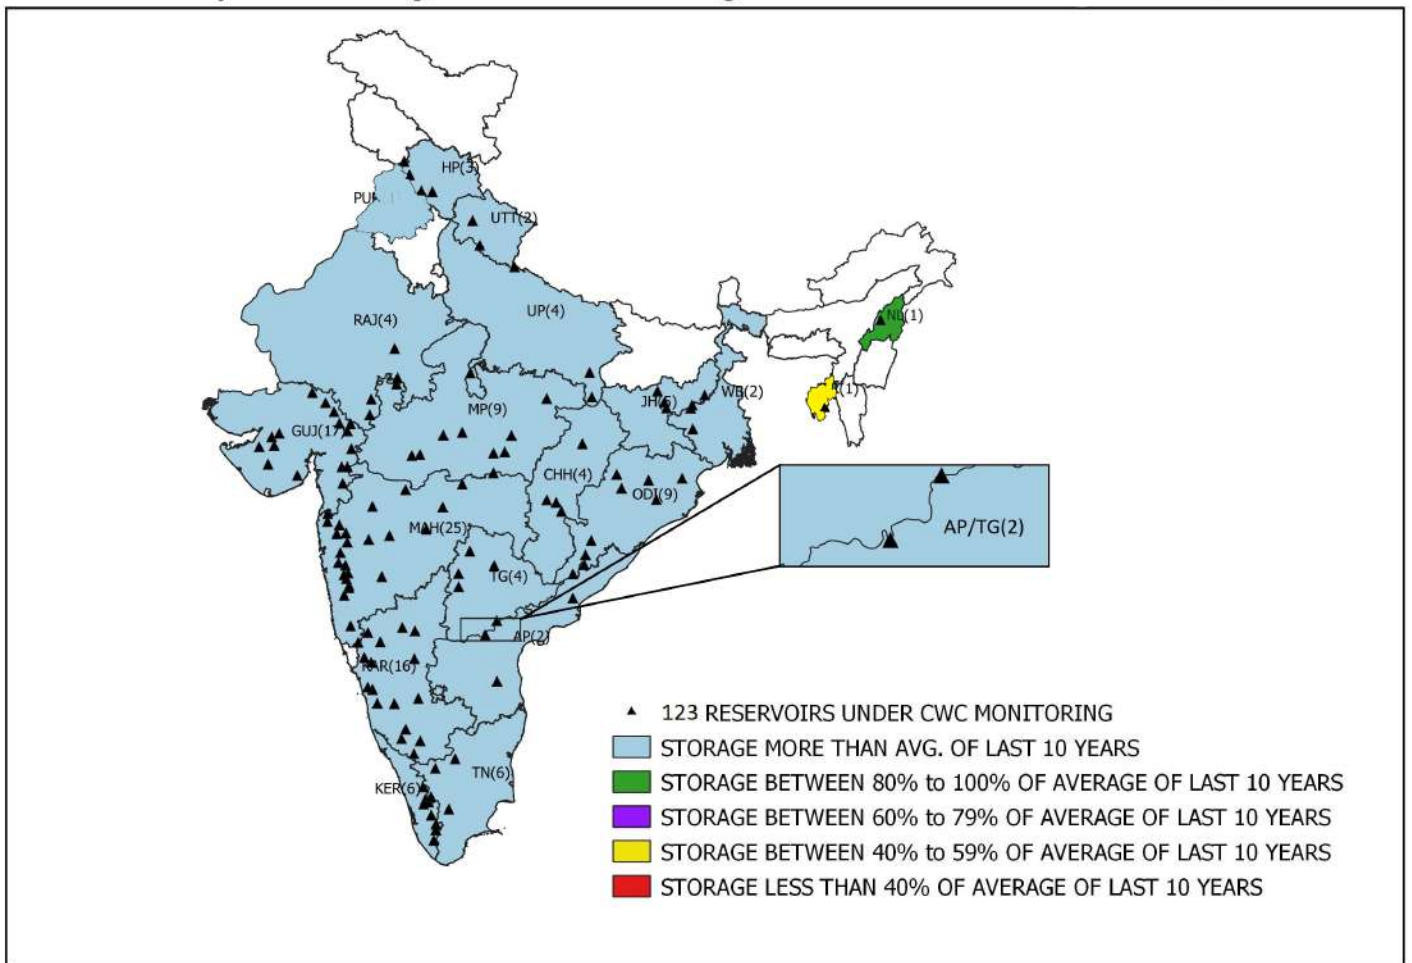 HP(3)
UTT(2)
RAJ(4)
UP(4)
NL(1)
MP(9)
JH(5)
WB(2)
GUJ(17)
CHH(4)
ODI(9)
MAH(25)
AP/TG(2)
TG(4)
AP(2)
KAR(16)
TN(6)
KER(6)
123 RESERVOIRS UNDER CWC MONITORING
STORAGE MORE THAN AVG. OF LAST 10 YEARS
STORAGE BETWEEN 80% to 100% OF AVERAGE OF LAST 10 YEARS
STORAGE BETWEEN 60% to 79% OF AVERAGE OF LAST 10 YEARS
STORAGE BETWEEN 40% to 59% OF AVERAGE OF LAST 10 YEARS
STORAGE LESS THAN 40% OF AVERAGE OF LAST 10 YEARS